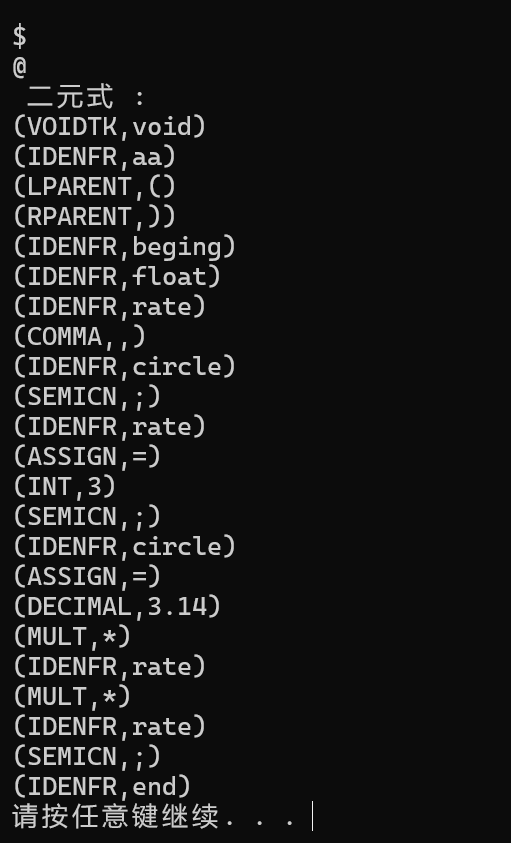 $
@
二元式 :
(VOIDTK,void)
(IDENFR,aa)
(LPARENT,()
(RPARENT,))
(IDENFR,beging)
(IDENFR,float)
(IDENFR,rate)
(COMMA,,)
(IDENFR,circle)
(SEMICN,;)
(IDENFR,rate)
(ASSIGN,=)
(INT,3)
(SEMICN,;)
(IDENFR,circle)
(ASSIGN,=)
(DECIMAL,3.14)
(MULT,*)
(IDENFR,rate)
(MULT,*)
(IDENFR,rate)
(SEMICN,;)
(IDENFR,end)
请按任意键继续. . .